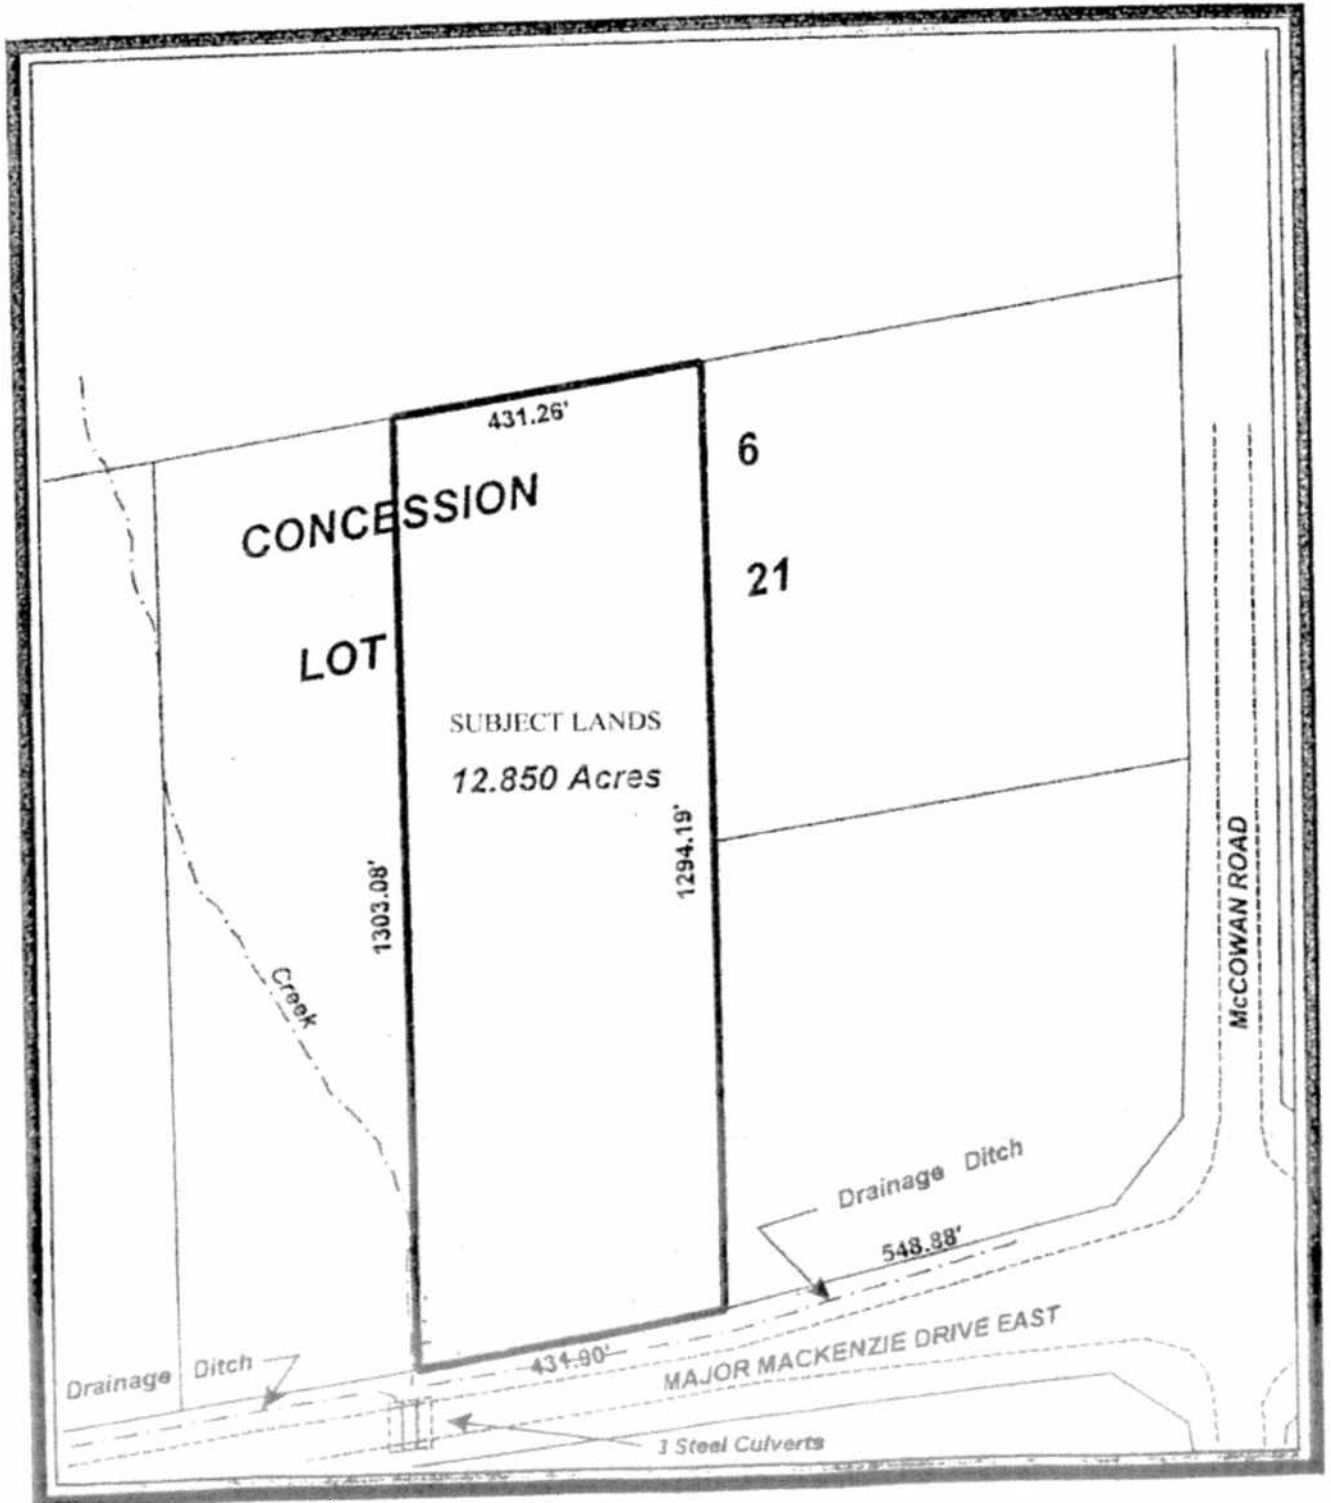 431.26'
CONCESSION 6
LOT 21
SUBJECT LANDS
12.850 Acres
1303.08'
1294.19'
McCOWAN ROAD
Creek
Drainage Ditch
548.88'
431.90'
MAJOR MACKENZIE DRIVE EAST
Drainage Ditch
3 Steel Culverts